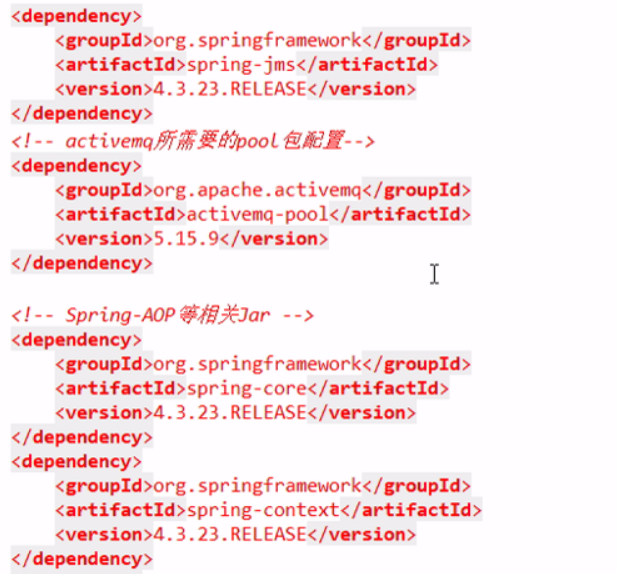 <dependency>
<groupId>org.springframework</groupId>
<artifactId>spring-jms</artifactId>
<version>4.3.23.RELEASE</version>
</dependency>
<!-- activemq所需要的pool包配置-->
<dependency>
<groupId>org.apache.activemq</groupId>
<artifactId>activemq-pool</artifactId>
<version>5.15.9</version>
</dependency>
<!-- Spring-AOP等相关Jar -->
<dependency>
<groupId>org.springframework</groupId>
<artifactId>spring-core</artifactId>
<version>4.3.23.RELEASE</version>
</dependency>
<dependency>
<groupId>org.springframework</groupId>
<artifactId>spring-context</artifactId>
<version>4.3.23.RELEASE</version>
</dependency>